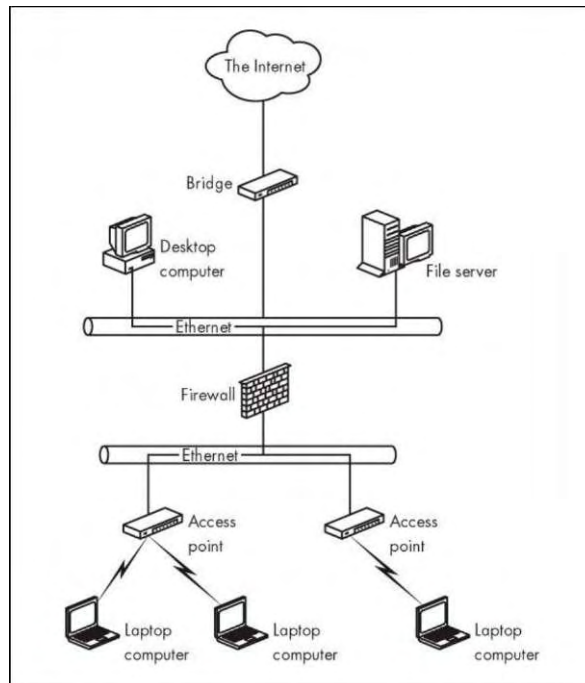 The Internet
Bridge
Desktop
computer
File server
Ethernet
Firewall
Ethernet
Access
point
Access
point
Laptop
computer
Laptop
computer
Laptop
computer